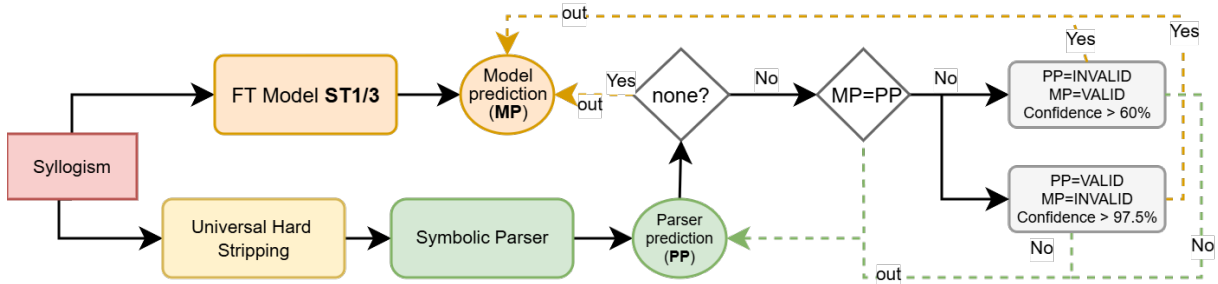 out
Yes
Yes
FT Model ST1/3
Model
prediction
(MP)
Yes
out
none?
No
MP=PP
No
PP=INVALID
MP=VALID
Confidence > 60%
Syllogism
Universal Hard
Stripping
Symbolic Parser
Parser
prediction
(PP)
PP=VALID
MP=INVALID
Confidence > 97.5%
No
No
out